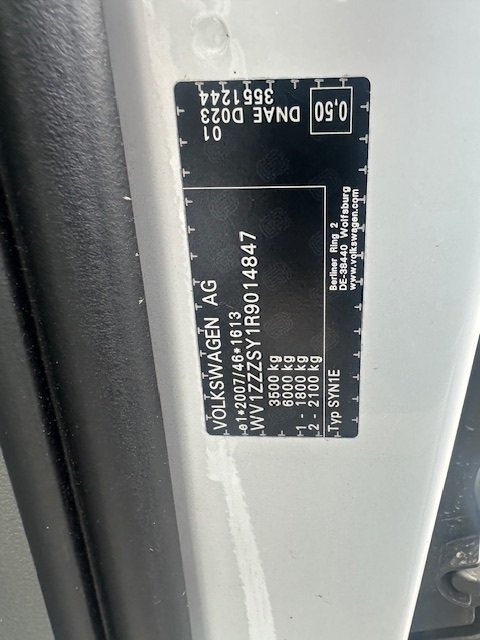 VOLKSWAGEN AG
e1*2007/46*1613
WV1ZZZSY1R9014847
3500 kg
6000 kg
1 - 1800 kg
2 - 2100 kg
Typ SYN1E
Berliner Ring 2
DE-38440 Wolfsburg
www.volkswagen.com
01
DNAE D023
3551244
0,50